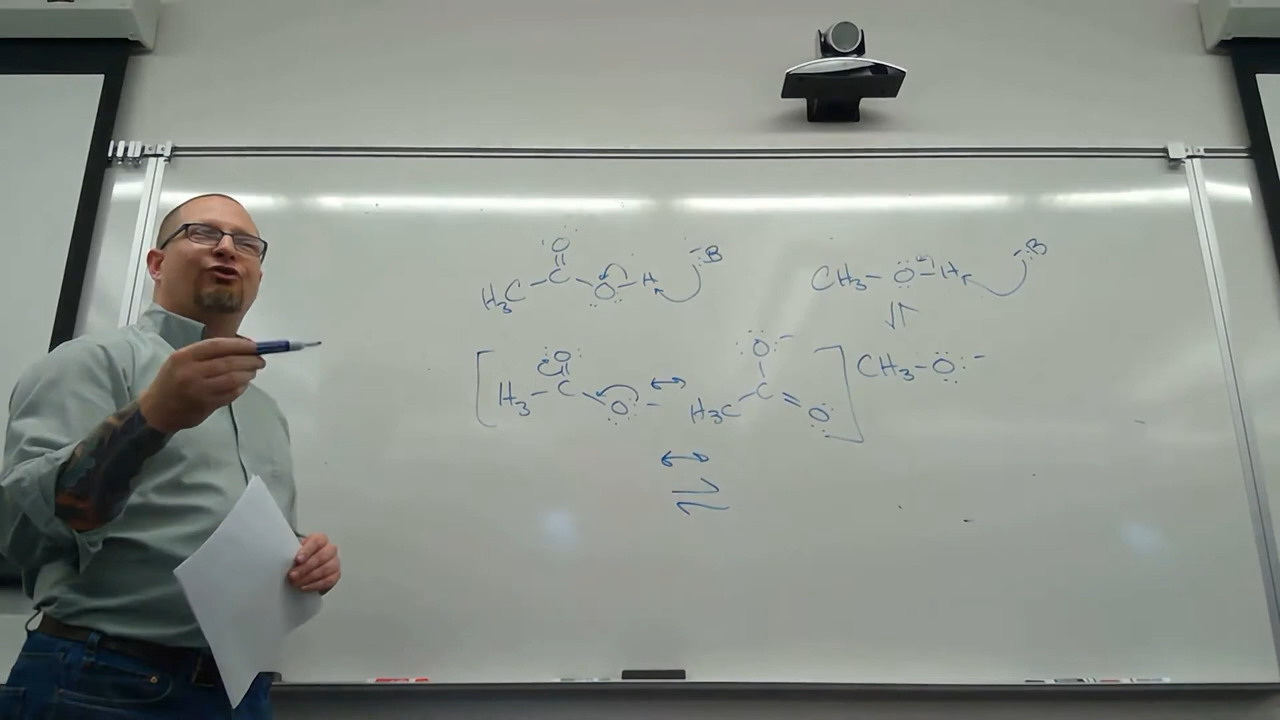 :O:
H₃C–C–Ö–H ⁻:B
CH₃–Ö–H ⁻:B
⇌
[H₃–C–Ö:⁻ ↔ H₃C–C=Ö]
:O:
:Ö:⁻
CH₃–Ö:⁻
↔
⇌